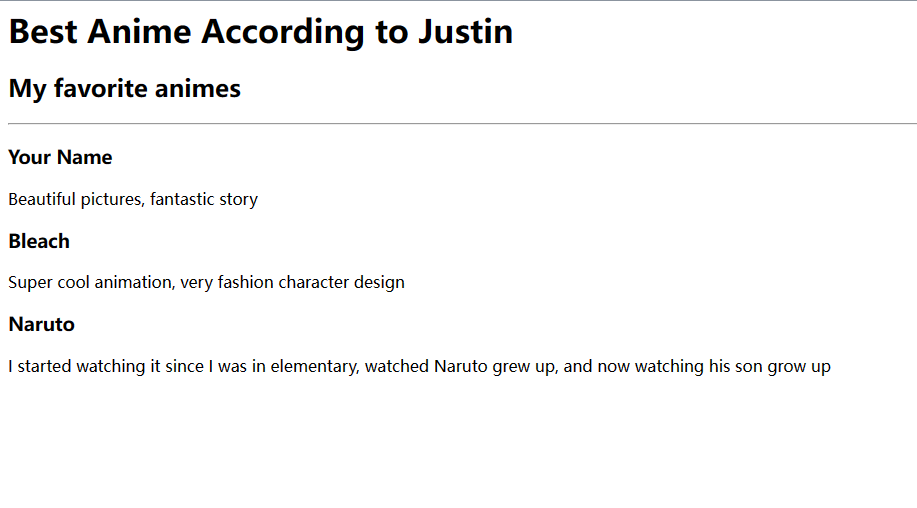 Best Anime According to Justin
My favorite animes
Your Name
Beautiful pictures, fantastic story
Bleach
Super cool animation, very fashion character design
Naruto
I started watching it since I was in elementary, watched Naruto grew up, and now watching his son grow up